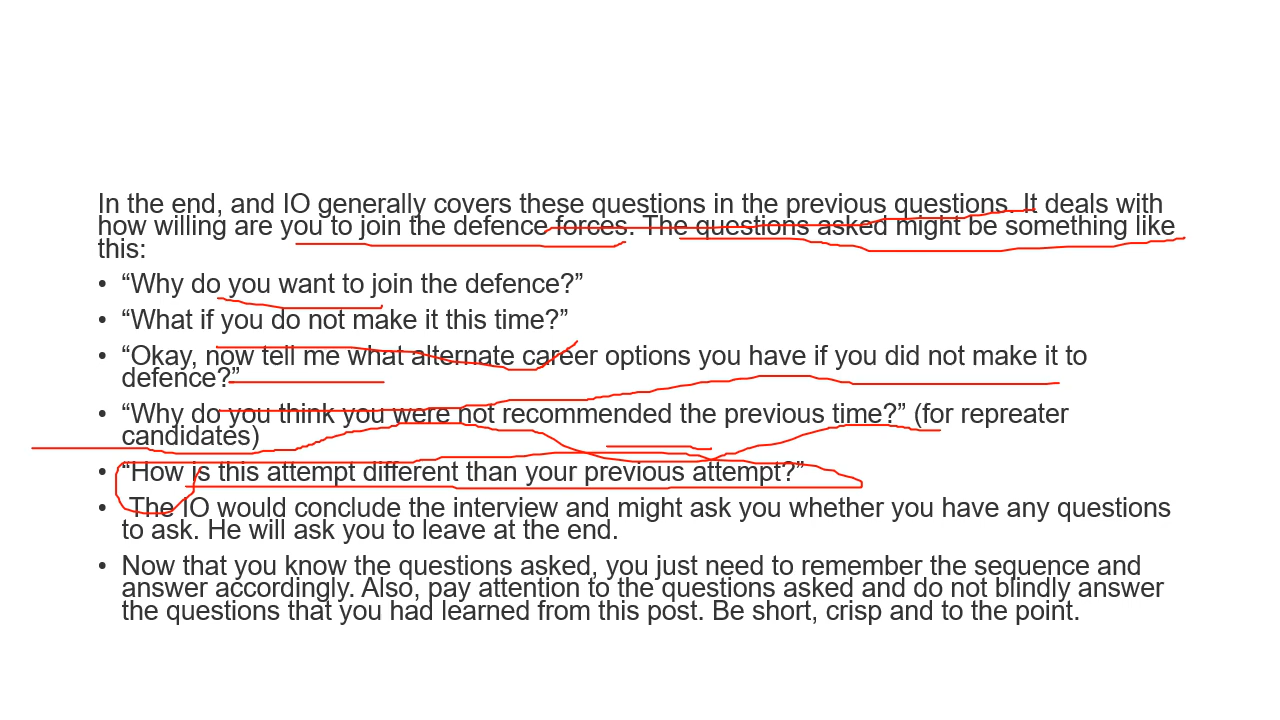 In the end, and IO generally covers these questions in the previous questions. It deals with
how willing are you to join the defence forces. The questions asked might be something like
this:
• “Why do you want to join the defence?”
• “What if you do not make it this time?”
• “Okay, now tell me what alternate career options you have if you did not make it to
defence?”
• “Why do you think you were not recommended the previous time?” (for repreater
candidates)
• “How is this attempt different than your previous attempt?”
• The IO would conclude the interview and might ask you whether you have any questions
to ask. He will ask you to leave at the end.
• Now that you know the questions asked, you just need to remember the sequence and
answer accordingly. Also, pay attention to the questions asked and do not blindly answer
the questions that you had learned from this post. Be short, crisp and to the point.